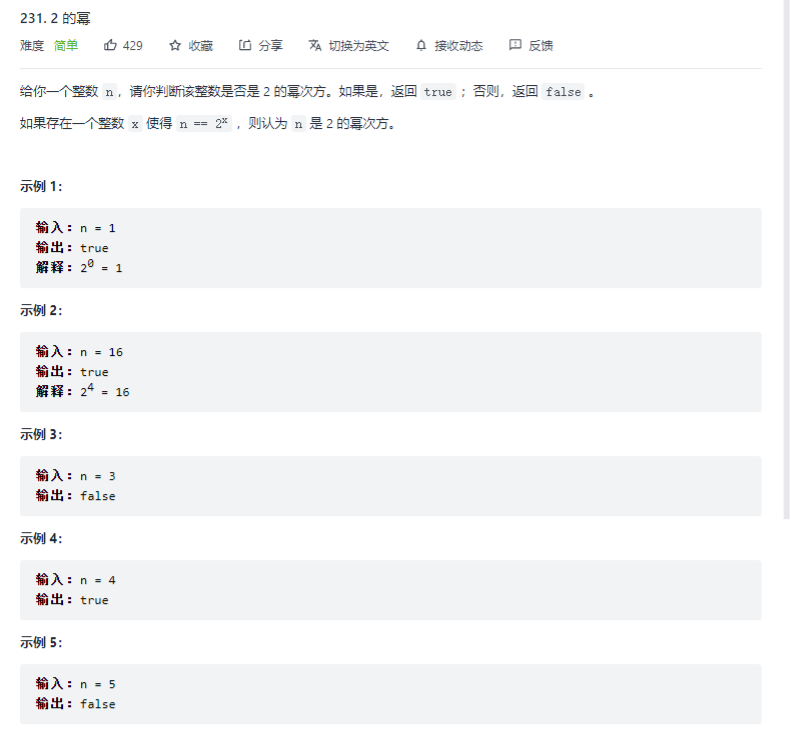 231. 2 的幂
难度 简单 429 收藏 分享 切换为英文 接收动态 反馈
给你一个整数 n，请你判断该整数是否是 2 的幂次方。如果是，返回 true ；否则，返回 false 。
如果存在一个整数 x 使得 n == 2ˣ ，则认为 n 是 2 的幂次方。
示例 1：
输入：n = 1
输出：true
解释：2⁰ = 1
示例 2：
输入：n = 16
输出：true
解释：2⁴ = 16
示例 3：
输入：n = 3
输出：false
示例 4：
输入：n = 4
输出：true
示例 5：
输入：n = 5
输出：false